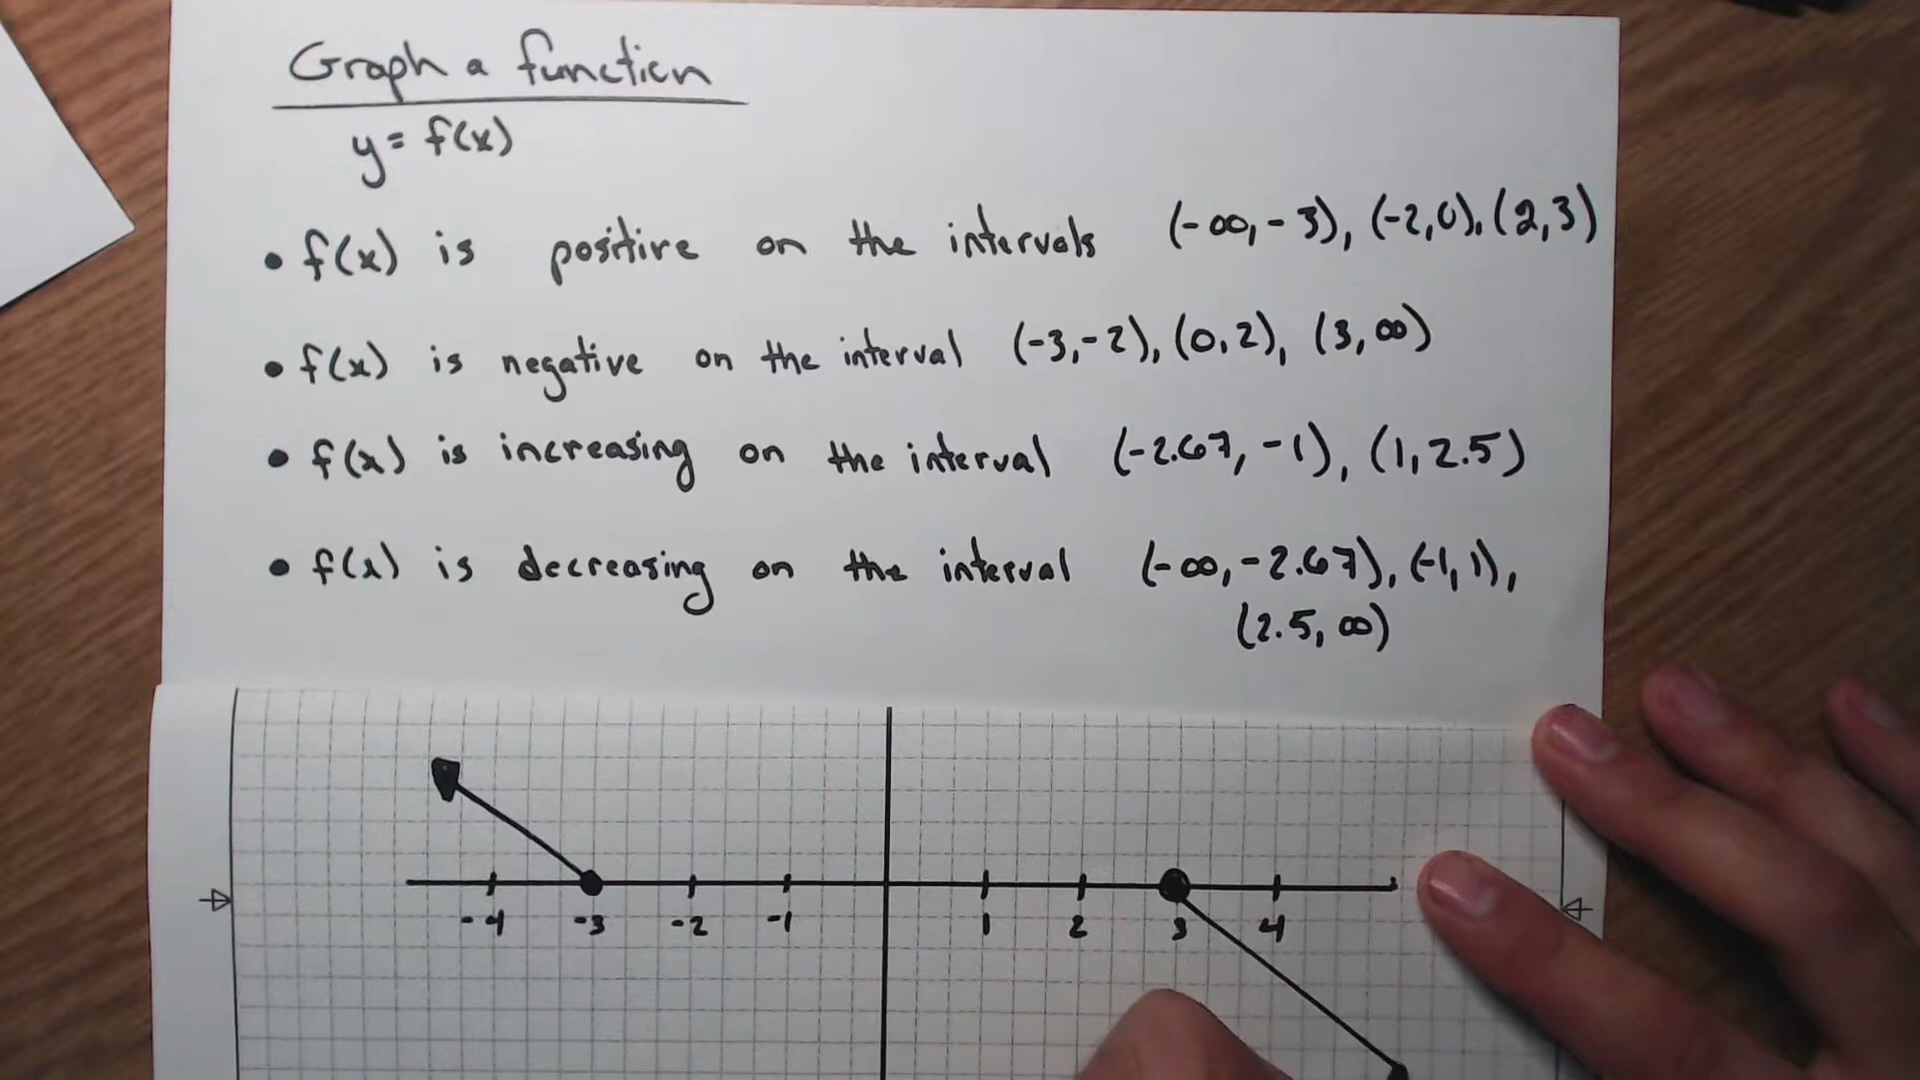 Graph a function
y = f(x)
• f(x) is positive on the intervals (-∞, -3), (-2,0), (2,3)
• f(x) is negative on the interval (-3,-2), (0,2), (3,∞)
• f(x) is increasing on the interval (-2.67, -1), (1,2.5)
• f(x) is decreasing on the interval (-∞,-2.67), (-1,1),
(2.5, ∞)
-4 -3 -2 -1 1 2 3 4